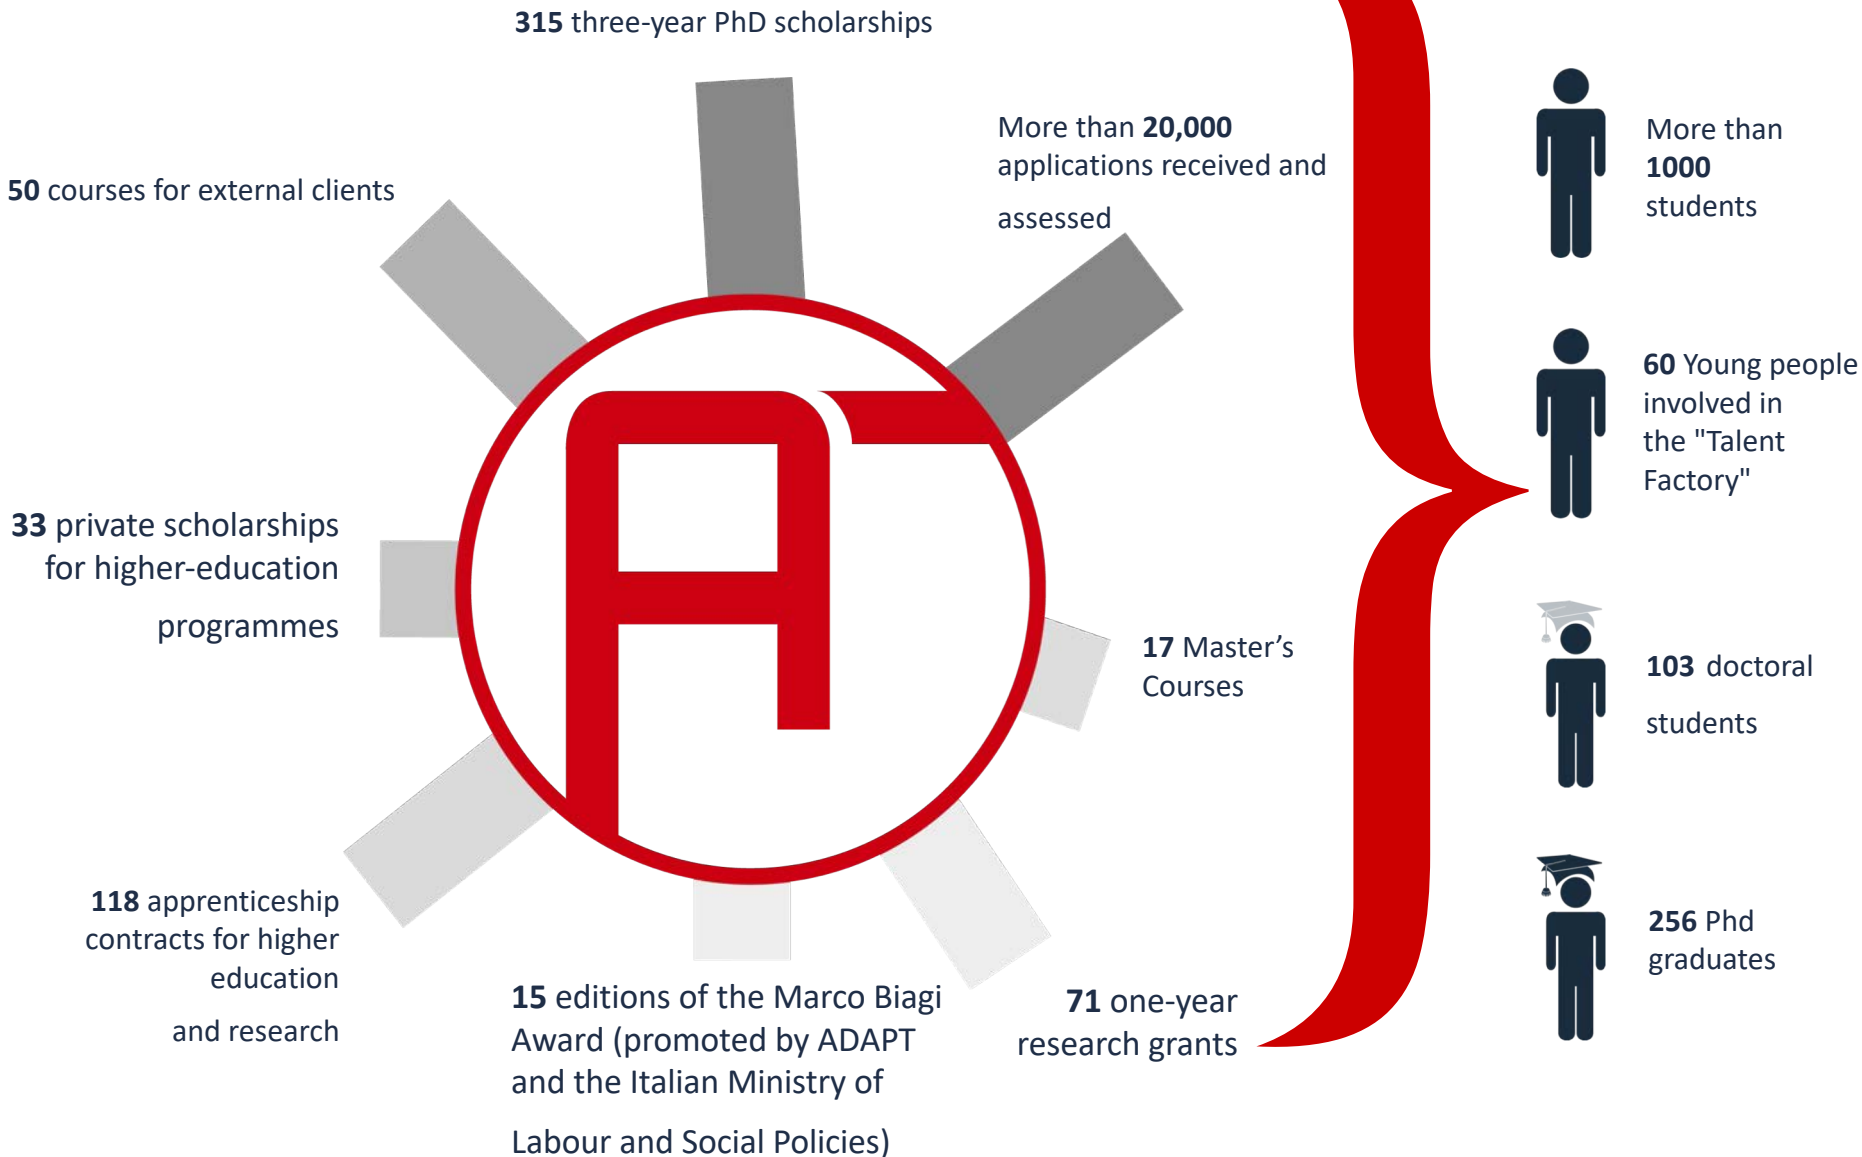 315 three-year PhD scholarships
More than 20,000
applications received and
assessed
50 courses for external clients
33 private scholarships
for higher-education
programmes
17 Master’s
Courses
118 apprenticeship
contracts for higher
education
and research
15 editions of the Marco Biagi
Award (promoted by ADAPT
and the Italian Ministry of
Labour and Social Policies)
71 one-year
research grants
More than
1000
students
60 Young people
involved in
the "Talent
Factory"
103 doctoral
students
256 Phd
graduates